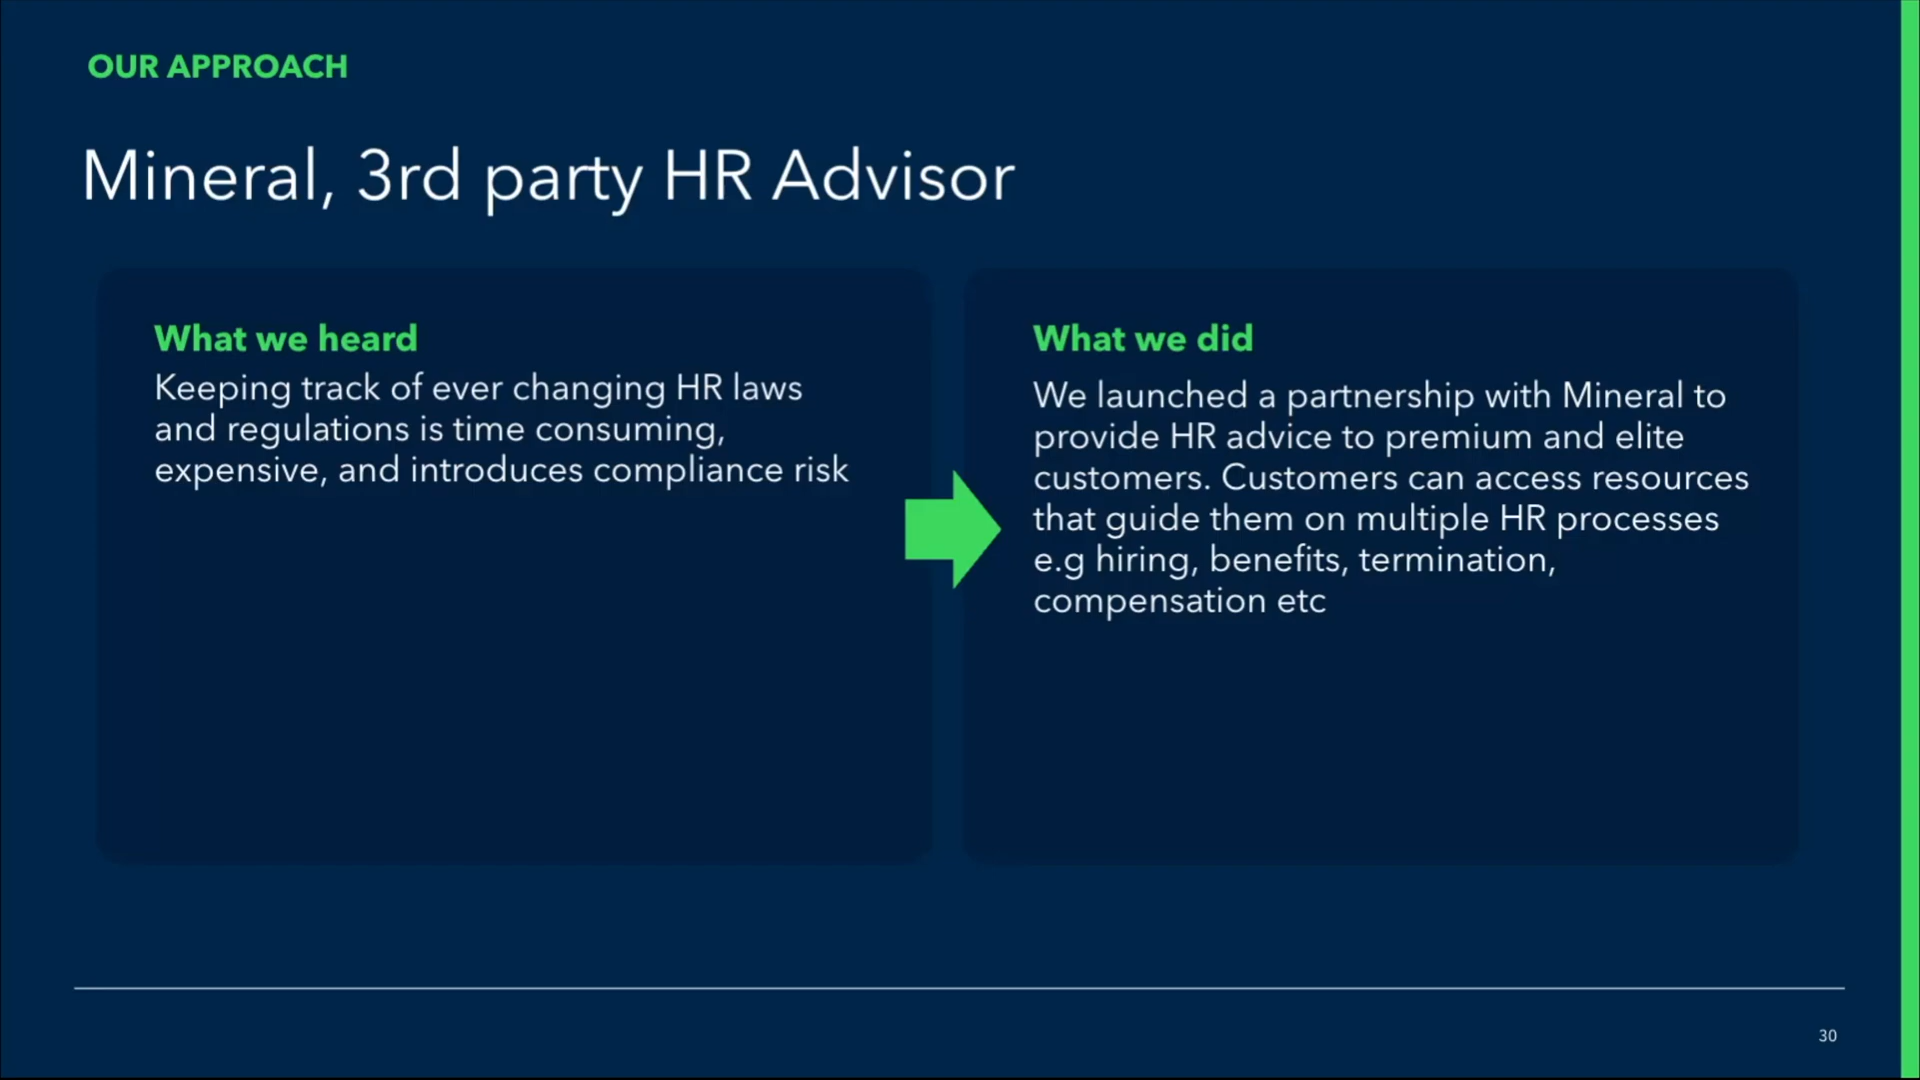 OUR APPROACH
Mineral, 3rd party HR Advisor
What we heard
Keeping track of ever changing HR laws
and regulations is time consuming,
expensive, and introduces compliance risk
What we did
We launched a partnership with Mineral to
provide HR advice to premium and elite
customers. Customers can access resources
that guide them on multiple HR processes
e.g hiring, benefits, termination,
compensation etc
30